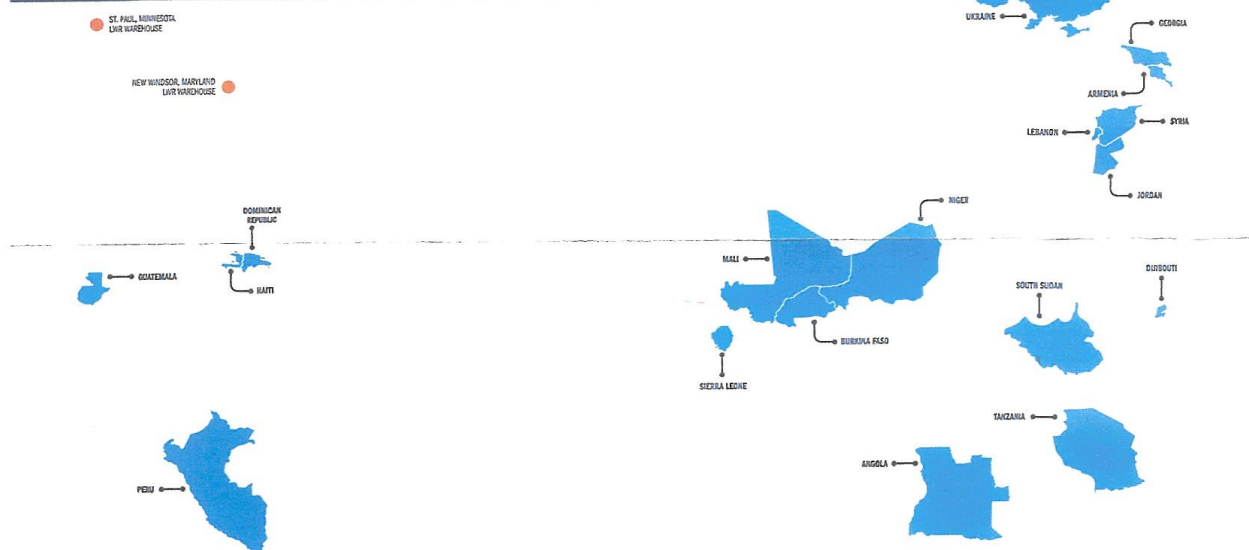 ST. PAUL, MINNESOTA
LWR WAREHOUSE
UKRAINE
GEORGIA
NEW WINDSOR, MARYLAND
LWR WAREHOUSE
ARMENIA
LEBANON
SYRIA
JORDAN
NIGER
DOMINICAN
REPUBLIC
MALI
GUATEMALA
HAITI
DJIBOUTI
SOUTH SUDAN
BURKINA FASO
SIERRA LEONE
TANZANIA
ANGOLA
PERU